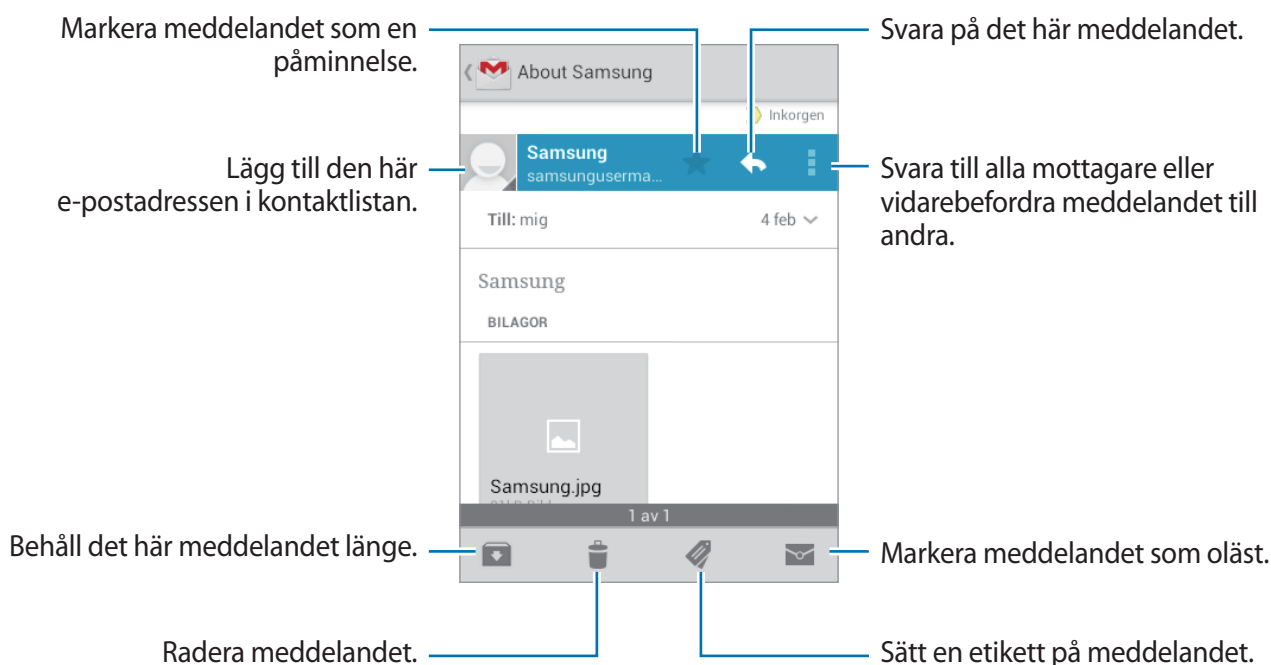 Markera meddelandet som en
påminnelse.
Svara på det här meddelandet.
About Samsung
Inkorgen
Lägg till den här
e-postadressen i kontaktlistan.
Samsung
samsunguserma...
Svara till alla mottagare eller
vidarebefordra meddelandet till
andra.
Till: mig
4 feb
Samsung
BILAGOR
Samsung.jpg
1 av 1
Behåll det här meddelandet länge.
Markera meddelandet som oläst.
Radera meddelandet.
Sätt en etikett på meddelandet.